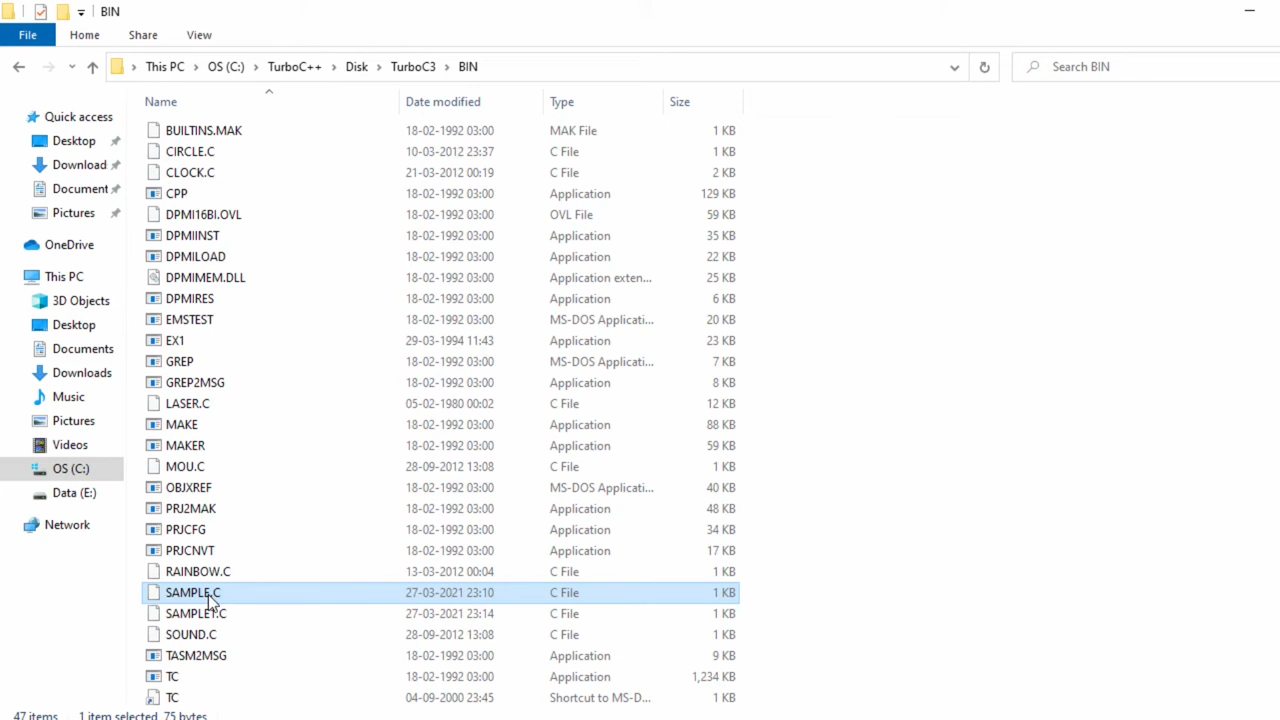 BIN
File Home Share View
This PC OS (C:) TurboC++ Disk TurboC3 BIN Search BIN
Name Date modified Type Size
Quick access
Desktop
Download
Document
Pictures
OneDrive
This PC
3D Objects
Desktop
Documents
Downloads
Music
Pictures
Videos
OS (C:)
Data (E:)
Network
BUILTINS.MAK 18-02-1992 03:00 MAK File 1 KB
CIRCLE.C 10-03-2012 23:37 C File 1 KB
CLOCK.C 21-03-2012 00:19 C File 2 KB
CPP 18-02-1992 03:00 Application 129 KB
DPMI16BI.OVL 18-02-1992 03:00 OVL File 59 KB
DPMIINST 18-02-1992 03:00 Application 35 KB
DPMILOAD 18-02-1992 03:00 Application 22 KB
DPMIMEM.DLL 18-02-1992 03:00 Application exten... 25 KB
DPMIRES 18-02-1992 03:00 Application 6 KB
EMSTEST 18-02-1992 03:00 MS-DOS Applicati... 20 KB
EX1 29-03-1994 11:43 Application 23 KB
GREP 18-02-1992 03:00 MS-DOS Applicati... 7 KB
GREP2MSG 18-02-1992 03:00 Application 8 KB
LASER.C 05-02-1980 00:02 C File 12 KB
MAKE 18-02-1992 03:00 Application 88 KB
MAKER 18-02-1992 03:00 Application 59 KB
MOU.C 28-09-2012 13:08 C File 1 KB
OBJXREF 18-02-1992 03:00 MS-DOS Applicati... 40 KB
PRJ2MAK 18-02-1992 03:00 Application 48 KB
PRJCFG 18-02-1992 03:00 Application 34 KB
PRJCNVT 18-02-1992 03:00 Application 17 KB
RAINBOW.C 13-03-2012 00:04 C File 1 KB
SAMPLE.C 27-03-2021 23:10 C File 1 KB
SAMPLE1.C 27-03-2021 23:14 C File 1 KB
SOUND.C 28-09-2012 13:08 C File 1 KB
TASM2MSG 18-02-1992 03:00 Application 9 KB
TC 18-02-1992 03:00 Application 1,234 KB
TC 04-09-2000 23:45 Shortcut to MS-D... 1 KB
47 items 1 item selected 75 bytes